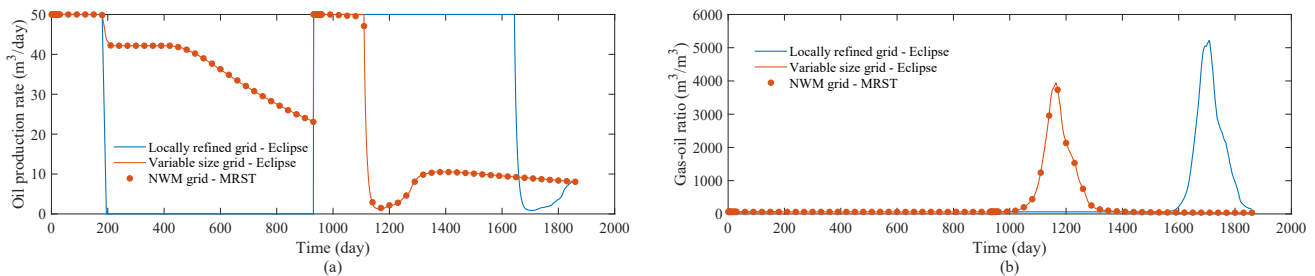 50
40
30
20
10
0
Oil production rate (m³/day)
Locally refined grid - Eclipse
Variable size grid - Eclipse
NWM grid - MRST
0 200 400 600 800 1000 1200 1400 1600 1800 2000
Time (day)
(a)
6000
5000
4000
3000
2000
1000
0
Gas-oil ratio (m³/m³)
Locally refined grid - Eclipse
Variable size grid - Eclipse
NWM grid - MRST
0 200 400 600 800 1000 1200 1400 1600 1800 2000
Time (day)
(b)